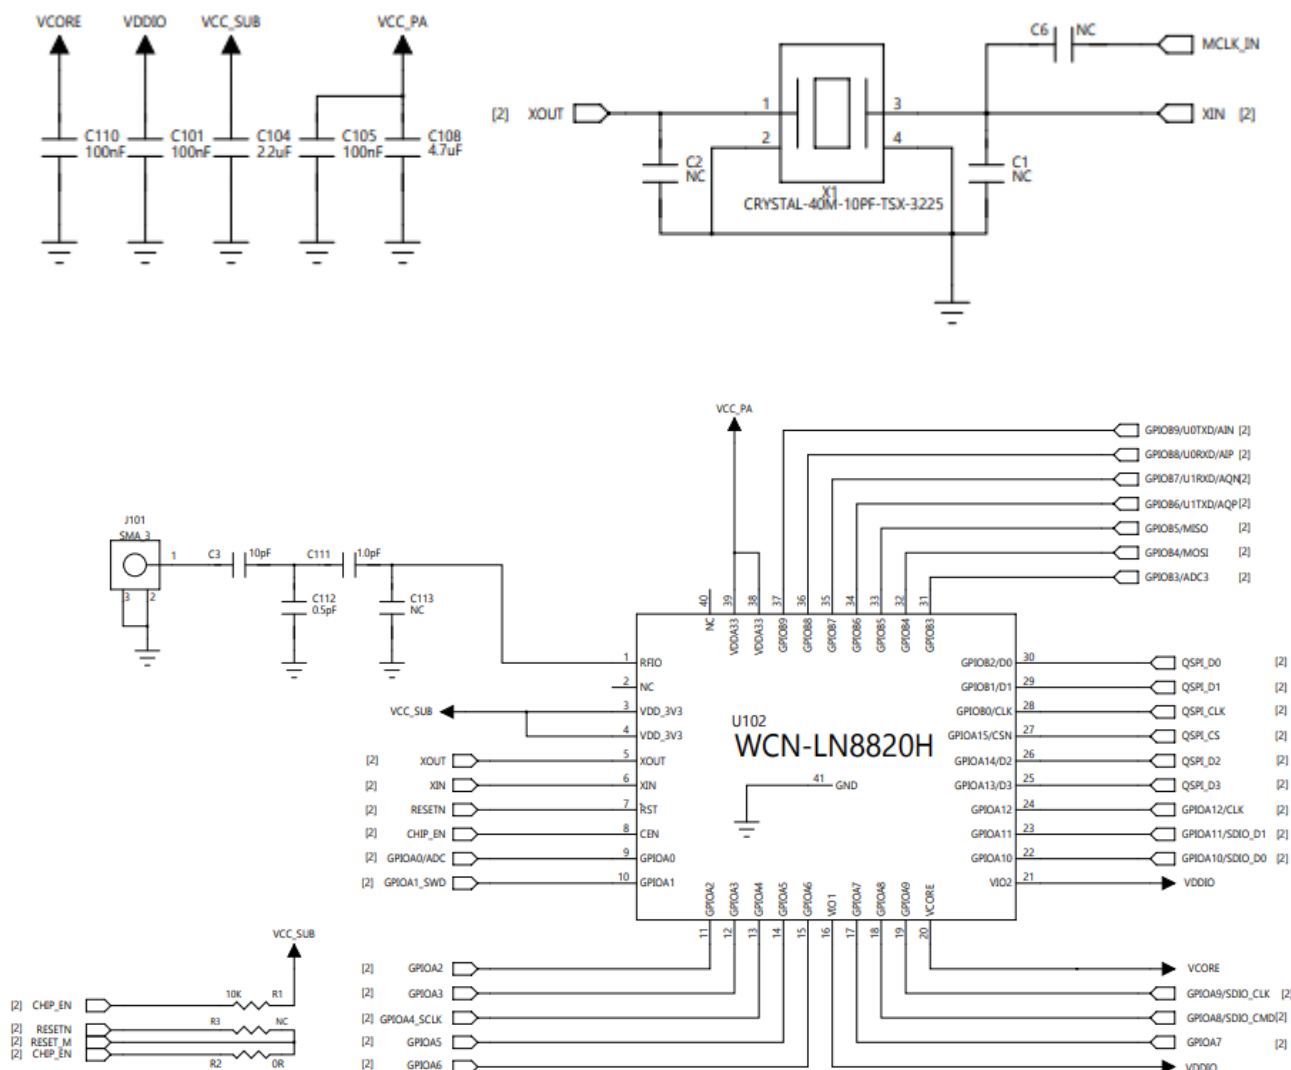 VCORE VDDIO VCC_SUB VCC_PA
C110 100nF
C101 100nF
C104 2.2uF
C105 100nF
C108 4.7uF
C6 NC MCLK_IN
[2] XOUT 1 3 XIN [2]
2 4
C2 NC
C1 NC
X1
CRYSTAL-40M-10PF-TSX-3225
VCC_PA
GPIOB9/U0TXD/AIN [2]
GPIOB8/U0RXD/AIP [2]
GPIOB7/U1RXD/AQN[2]
GPIOB6/U1TXD/AQP[2]
GPIOB5/MISO [2]
GPIOB4/MOSI [2]
GPIOB3/ADC3 [2]
J101
SMA_3
1
3 2
C3 10pF C111 1.0pF
C112 0.5pF
C113 NC
40 39 38 37 36 35 34 33 32 31
NC VDDA33 VDDA33 GPIOB9 GPIOB8 GPIOB7 GPIOB6 GPIOB5 GPIOB4 GPIOB3
1 RFIO GPIOB2/D0 30 QSPI_D0 [2]
2 NC GPIOB1/D1 29 QSPI_D1 [2]
VCC_SUB 3 VDD_3V3 GPIOB0/CLK 28 QSPI_CLK [2]
4 VDD_3V3 GPIOA15/CSN 27 QSPI_CS [2]
U102
WCN-LN8820H
[2] XOUT 5 XOUT GPIOA14/D2 26 QSPI_D2 [2]
[2] XIN 6 XIN 41 GND GPIOA13/D3 25 QSPI_D3 [2]
[2] RESETN 7 RST GPIOA12 24 GPIOA12/CLK [2]
[2] CHIP_EN 8 CEN GPIOA11 23 GPIOA11/SDIO_D1 [2]
[2] GPIOA0/ADC 9 GPIOA0 GPIOA10 22 GPIOA10/SDIO_D0 [2]
[2] GPIOA1_SWD 10 GPIOA1 VIO2 21 VDDIO
GPIOA2 GPIOA3 GPIOA4 GPIOA5 GPIOA6 VIO1 GPIOA7 GPIOA8 GPIOA9 VCORE
11 12 13 14 15 16 17 18 19 20
VCC_SUB
[2] GPIOA2 VCORE
[2] GPIOA3 GPIOA9/SDIO_CLK [2]
[2] GPIOA4_SCLK GPIOA8/SDIO_CMD[2]
[2] GPIOA5 GPIOA7 [2]
[2] GPIOA6 VDDIO
[2] CHIP_EN 10K R1
[2] RESETN R3 NC
[2] RESET_M
[2] CHIP_EN R2 0R